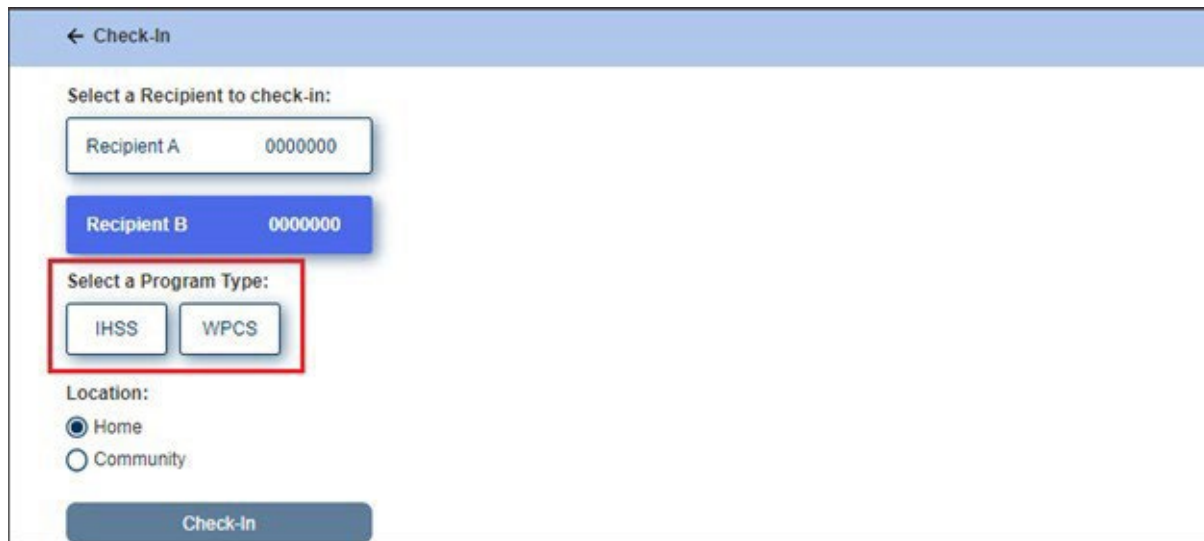 ← Check-In
Select a Recipient to check-in:
Recipient A 0000000
Recipient B 0000000
Select a Program Type:
IHSS WPCS
Location:
Home
Community
Check-In